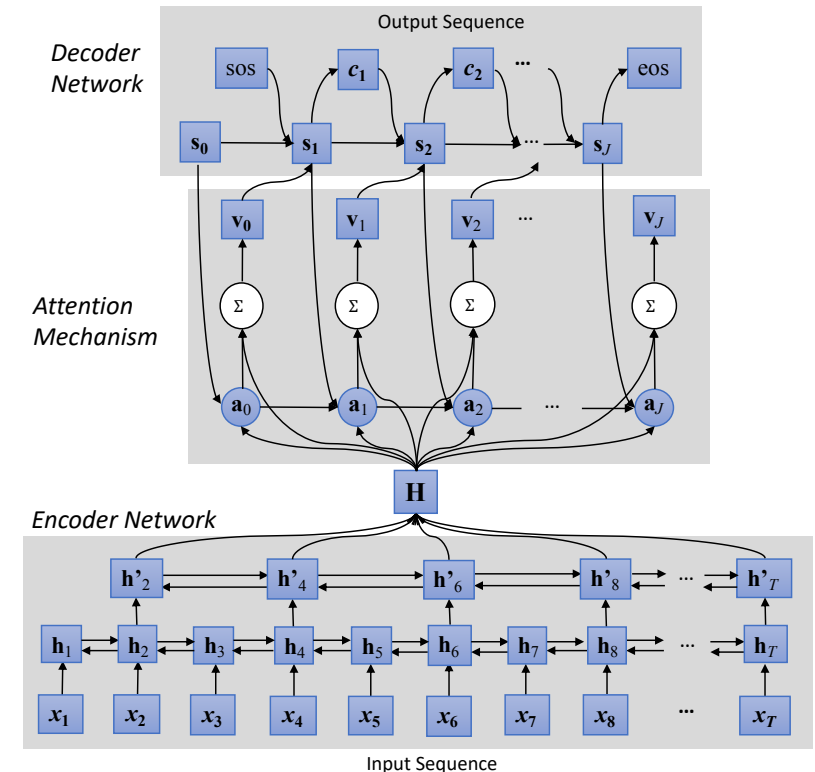 Output Sequence
Decoder
Network
sos c1 c2 ... eos
s0 s1 s2 ... sJ
v0 v1 v2 ... vJ
Attention
Mechanism
Σ Σ Σ Σ
a0 a1 a2 ... aJ
H
Encoder Network
h'2 h'4 h'6 h'8 ... h'T
h1 h2 h3 h4 h5 h6 h7 h8 ... hT
x1 x2 x3 x4 x5 x6 x7 x8 ... xT
Input Sequence